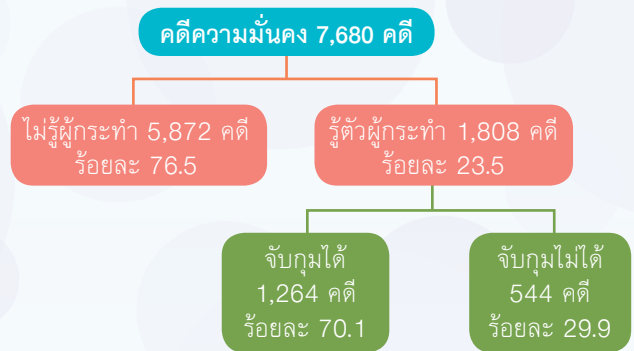 คดีความมั่นคง 7,680 คดี
ไม่รู้ผู้กระทำ 5,872 คดี
ร้อยละ 76.5
รู้ตัวผู้กระทำ 1,808 คดี
ร้อยละ 23.5
จับกุมได้
1,264 คดี
ร้อยละ 70.1
จับกุมไม่ได้
544 คดี
ร้อยละ 29.9